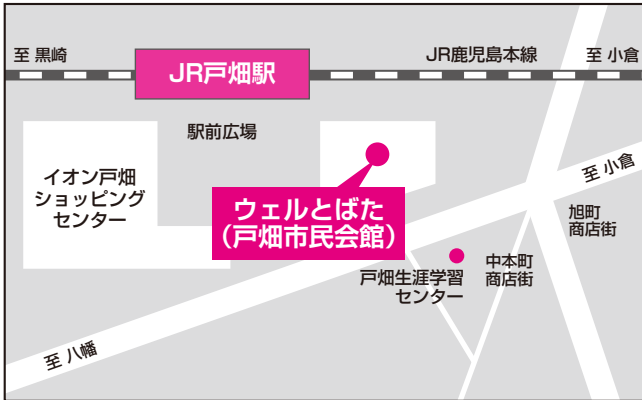 至 黒崎
JR鹿児島本線
至 小倉
JR戸畑駅
駅前広場
イオン戸畑
ショッピング
センター
ウェルとばた
（戸畑市民会館）
至 小倉
旭町
商店街
中本町
商店街
戸畑生涯学習
センター
至 八幡